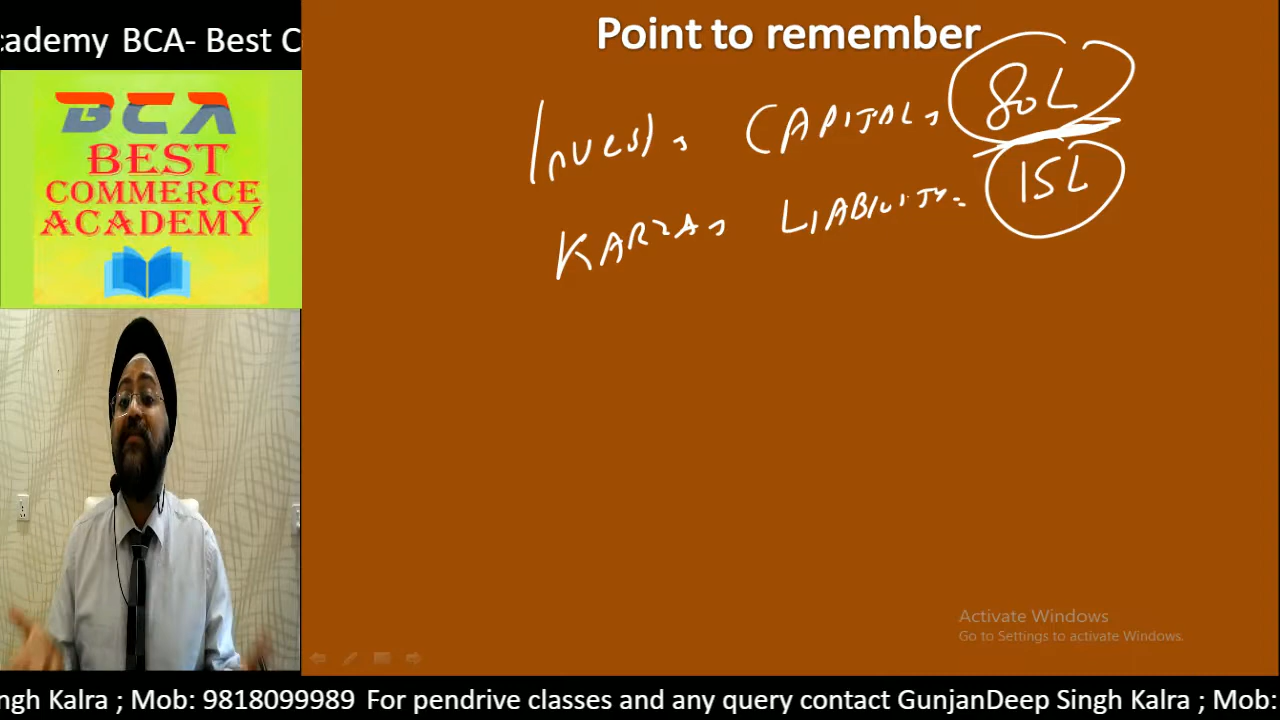 cademy BCA- Best C
BCA
BEST
COMMERCE
ACADEMY
Point to remember
Invest, CAPITAL, 80L
KARZA, LIABILITY. 15L
Activate Windows
Go to Settings to activate Windows.
ngh Kalra ; Mob: 9818099989 For pendrive classes and any query contact GunjanDeep Singh Kalra ; Mob: